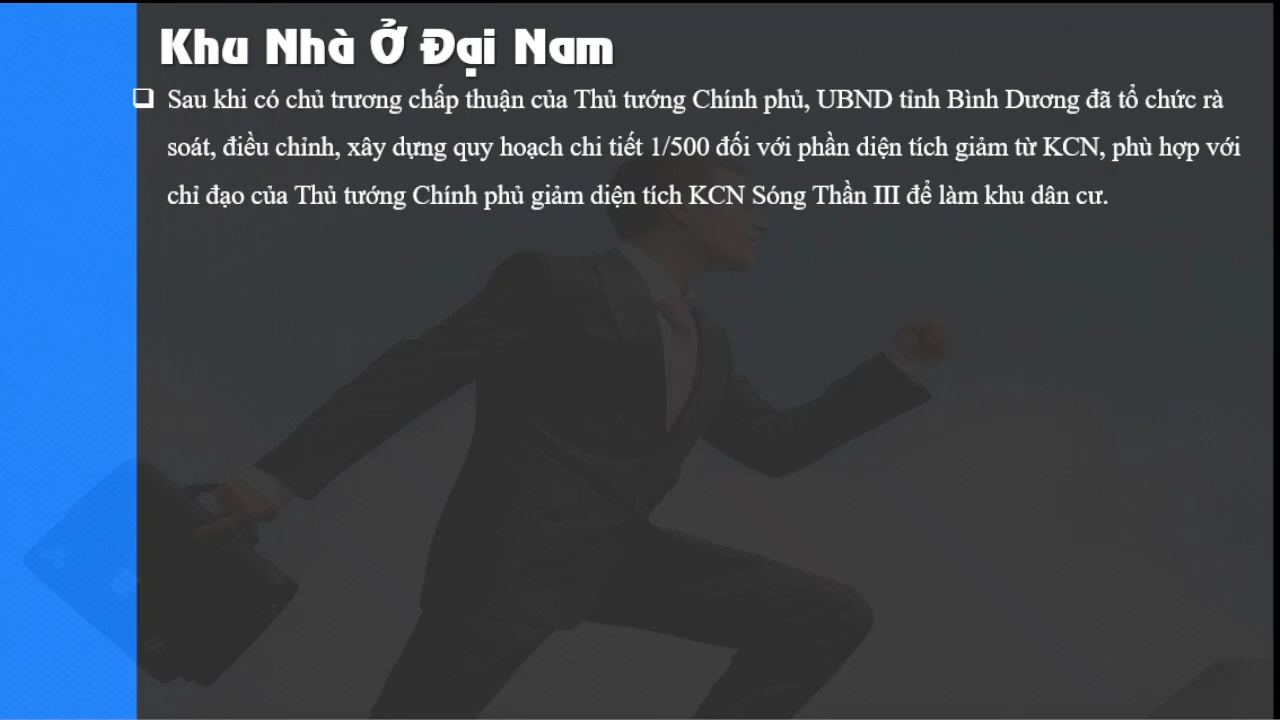 Khu Nhà Ở Đại Nam
Sau khi có chủ trương chấp thuận của Thủ tướng Chính phủ, UBND tỉnh Bình Dương đã tổ chức rà
soát, điều chỉnh, xây dựng quy hoạch chi tiết 1/500 đối với phần diện tích giảm từ KCN, phù hợp với
chỉ đạo của Thủ tướng Chính phủ giảm diện tích KCN Sóng Thần III để làm khu dân cư.